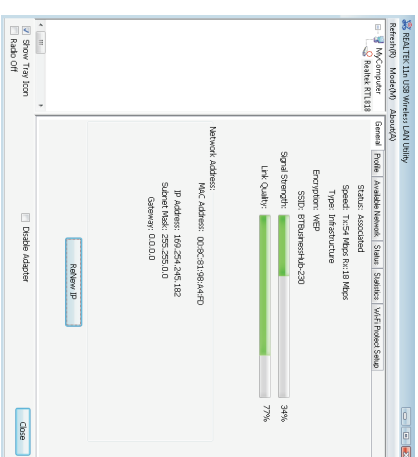 REALTEK 11n USB Wireless LAN Utility
Refresh(R) Mode(M) About(A)
MyComputer
Realtek RTL818
General Profile Available Network Status Statistics Wi-Fi Protect Setup
Status: Associated
Speed: Tx:54 Mbps Rx:18 Mbps
Type: Infrastructure
Encryption: WEP
SSID: BTBusinessHub-230
Signal Strength: 34%
Link Quality: 77%
Network Address:
MAC Address: 00:8C:81:98:A4:FD
IP Address: 169.254.245.182
Subnet Mask: 255.255.0.0
Gateway: 0.0.0.0
ReNew IP
Show Tray Icon
Radio Off
Disable Adapter
Close